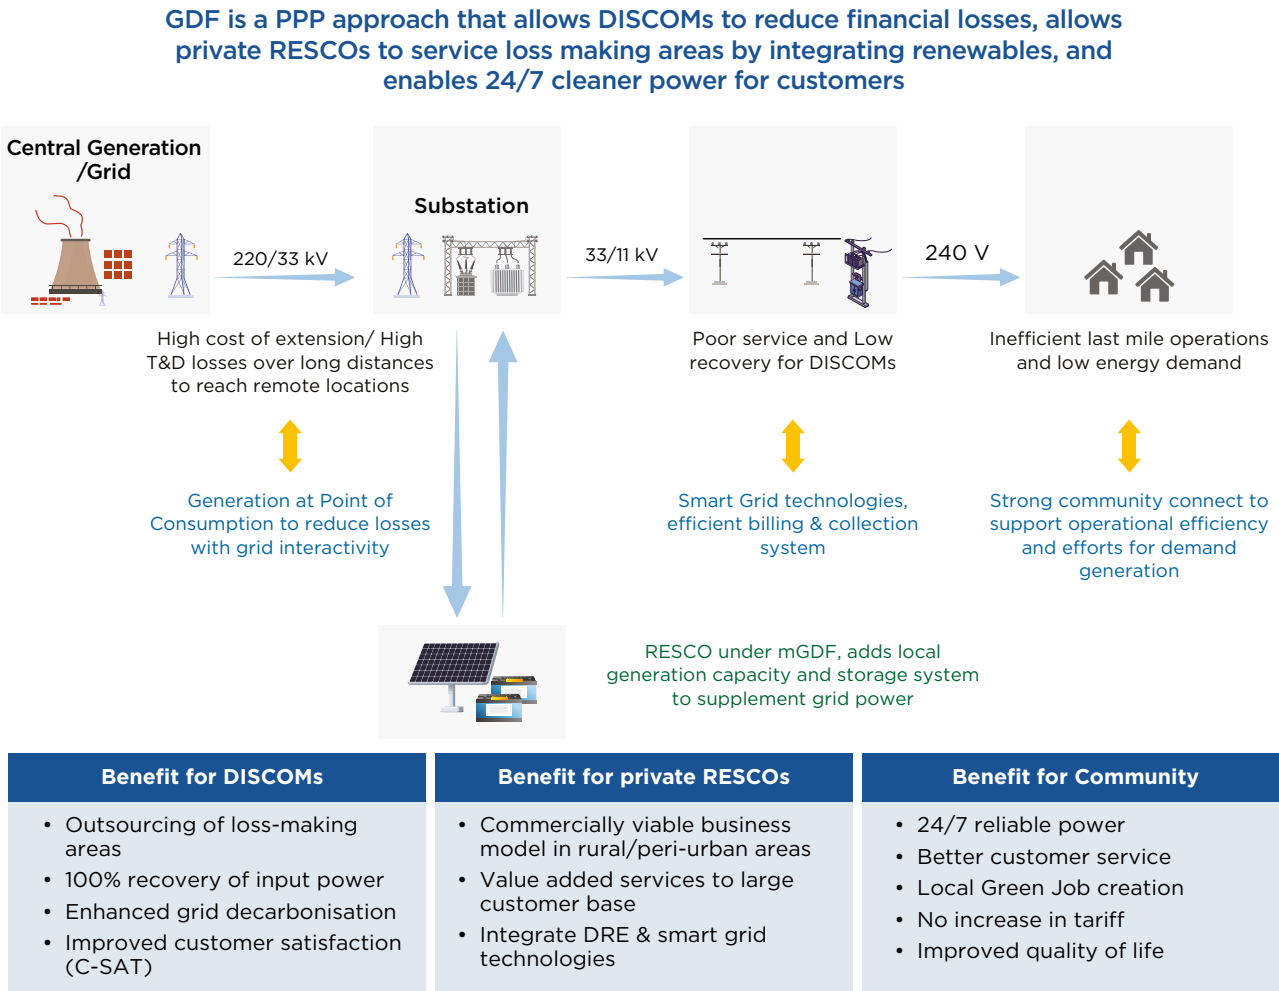 GDF is a PPP approach that allows DISCOMs to reduce financial losses, allows
private RESCOs to service loss making areas by integrating renewables, and
enables 24/7 cleaner power for customers
Central Generation
/Grid
220/33 kV
Substation
33/11 kV
240 V
High cost of extension/ High
T&D losses over long distances
to reach remote locations
Poor service and Low
recovery for DISCOMs
Inefficient last mile operations
and low energy demand
Generation at Point of
Consumption to reduce losses
with grid interactivity
Smart Grid technologies,
efficient billing & collection
system
Strong community connect to
support operational efficiency
and efforts for demand
generation
RESCO under mGDF, adds local
generation capacity and storage system
to supplement grid power
Benefit for DISCOMs
• Outsourcing of loss-making
areas
• 100% recovery of input power
• Enhanced grid decarbonisation
• Improved customer satisfaction
(C-SAT)
Benefit for private RESCOs
• Commercially viable business
model in rural/peri-urban areas
• Value added services to large
customer base
• Integrate DRE & smart grid
technologies
Benefit for Community
• 24/7 reliable power
• Better customer service
• Local Green Job creation
• No increase in tariff
• Improved quality of life